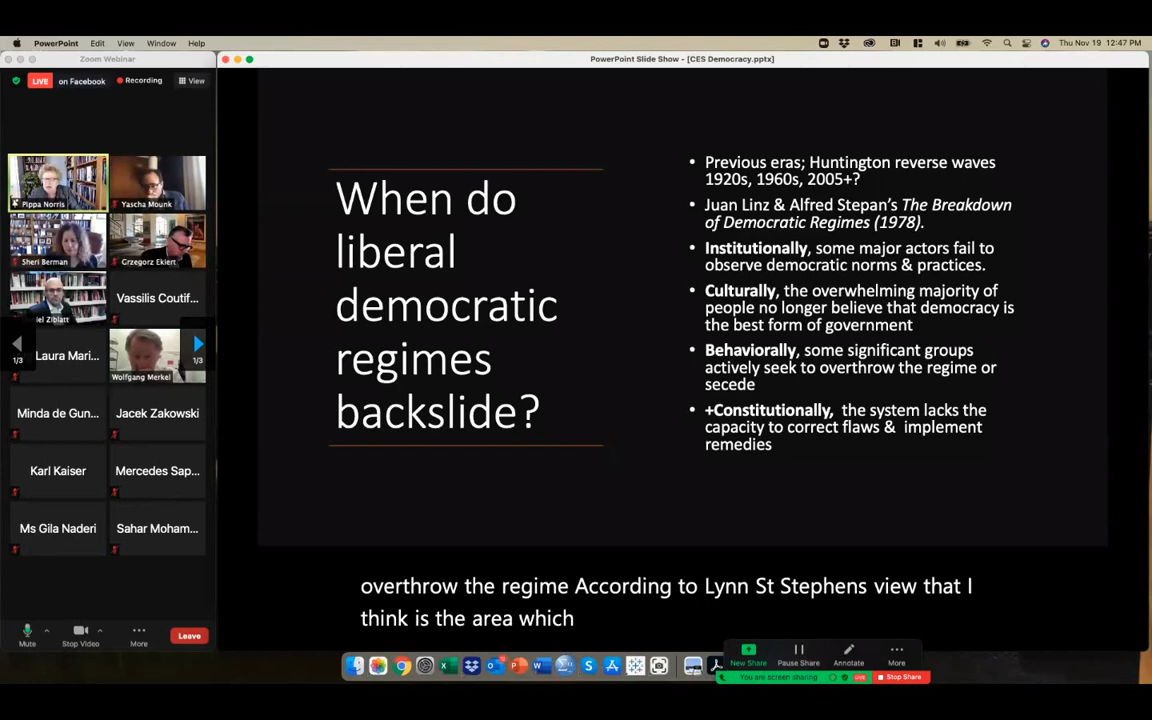 PowerPoint Edit View Window Help
Thu Nov 19 12:47 PM
Zoom Webinar
PowerPoint Slide Show - [CES Democracy.pptx]
LIVE on Facebook Recording View
Pippa Norris
Yascha Mounk
Sheri Berman
Grzegorz Ekiert
iel Ziblatt
Vassilis Coutif...
1/3
Laura Mari...
Wolfgang Merkel
1/3
Minda de Gun...
Jacek Zakowski
Karl Kaiser
Mercedes Sap...
Ms Gila Naderi
Sahar Moham...
Mute
Stop Video
More
Leave
When do
liberal
democratic
regimes
backslide?
• Previous eras; Huntington reverse waves
1920s, 1960s, 2005+?
• Juan Linz & Alfred Stepan's The Breakdown
of Democratic Regimes (1978).
• Institutionally, some major actors fail to
observe democratic norms & practices.
• Culturally, the overwhelming majority of
people no longer believe that democracy is
the best form of government
• Behaviorally, some significant groups
actively seek to overthrow the regime or
secede
• +Constitutionally, the system lacks the
capacity to correct flaws & implement
remedies
overthrow the regime According to Lynn St Stephens view that I
think is the area which
New Share
Pause Share
Annotate
More
You are screen sharing
LIVE
Stop Share